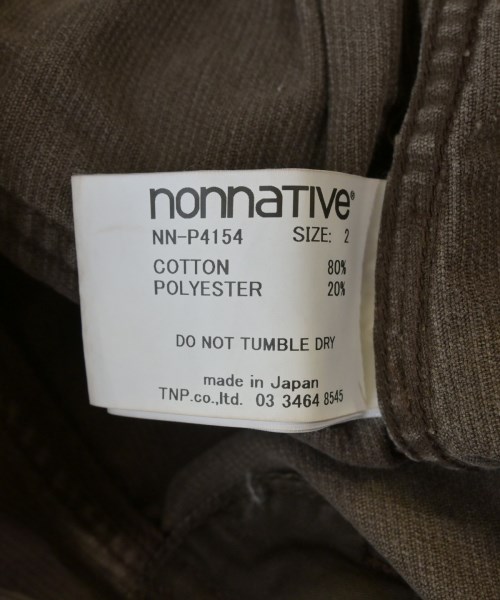 nonnaTive®
NN-P4154 SIZE: 2
COTTON 80%
POLYESTER 20%
DO NOT TUMBLE DRY
made in Japan
TNP.co.,ltd. 03 3464 8545